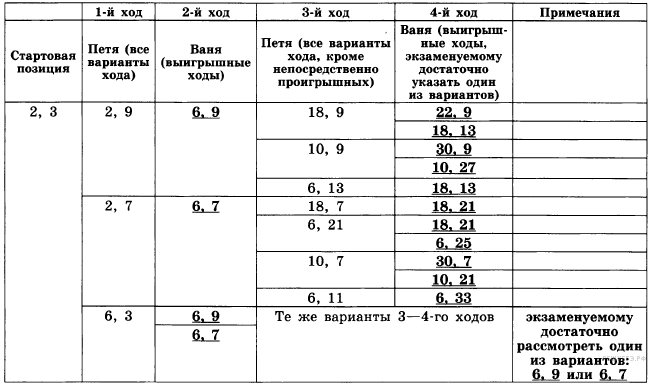 1-й ход 2-й ход 3-й ход 4-й ход Примечания
Стартовая позиция
Петя (все варианты хода)
Ваня (выигрышные ходы)
Петя (все варианты хода, кроме непосредственно проигрышных)
Ваня (выигрыш-
ные ходы,
экзаменуемому
достаточно
указать один
из вариантов)
2, 3 2, 9 6, 9 18, 9 22, 9
18, 13
10, 9 30, 9
10, 27
6, 13 18, 13
2, 7 6, 7 18, 7 18, 21
6, 21 18, 21
6, 25
10, 7 30, 7
10, 21
6, 11 6, 33
6, 3 6, 9 Те же варианты 3—4-го ходов
6, 7
экзаменуемому
достаточно
рассмотреть один
из вариантов:
6, 9 или 6, 7